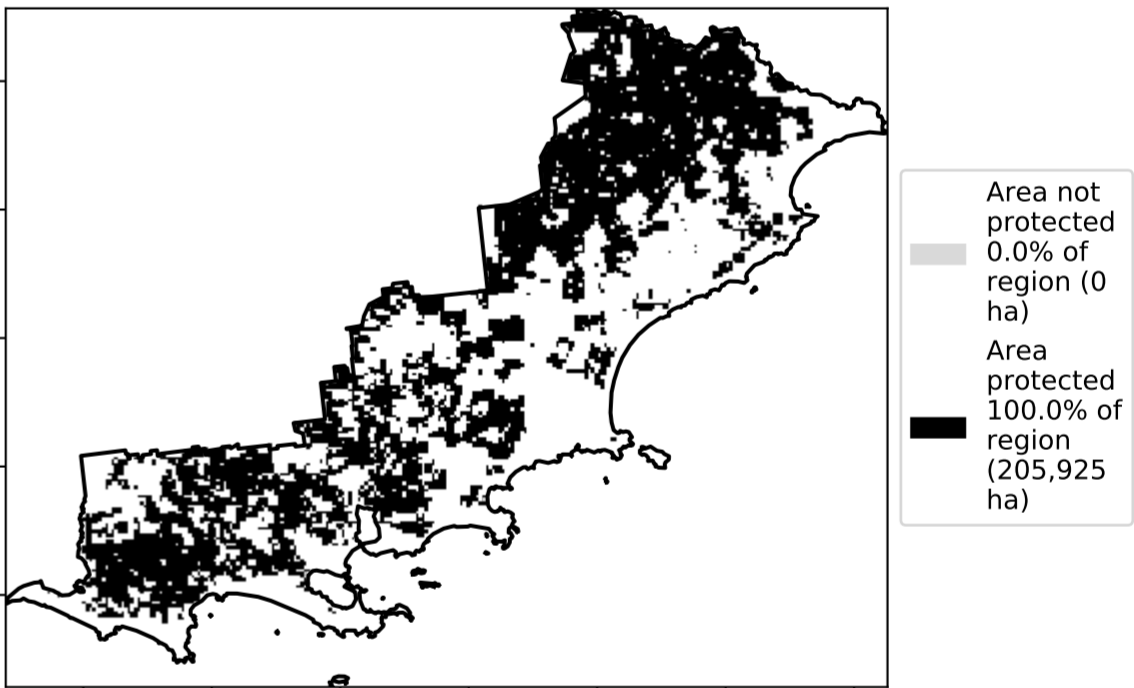 Area not
protected
0.0% of
region (0
ha)
Area
protected
100.0% of
region
(205,925
ha)